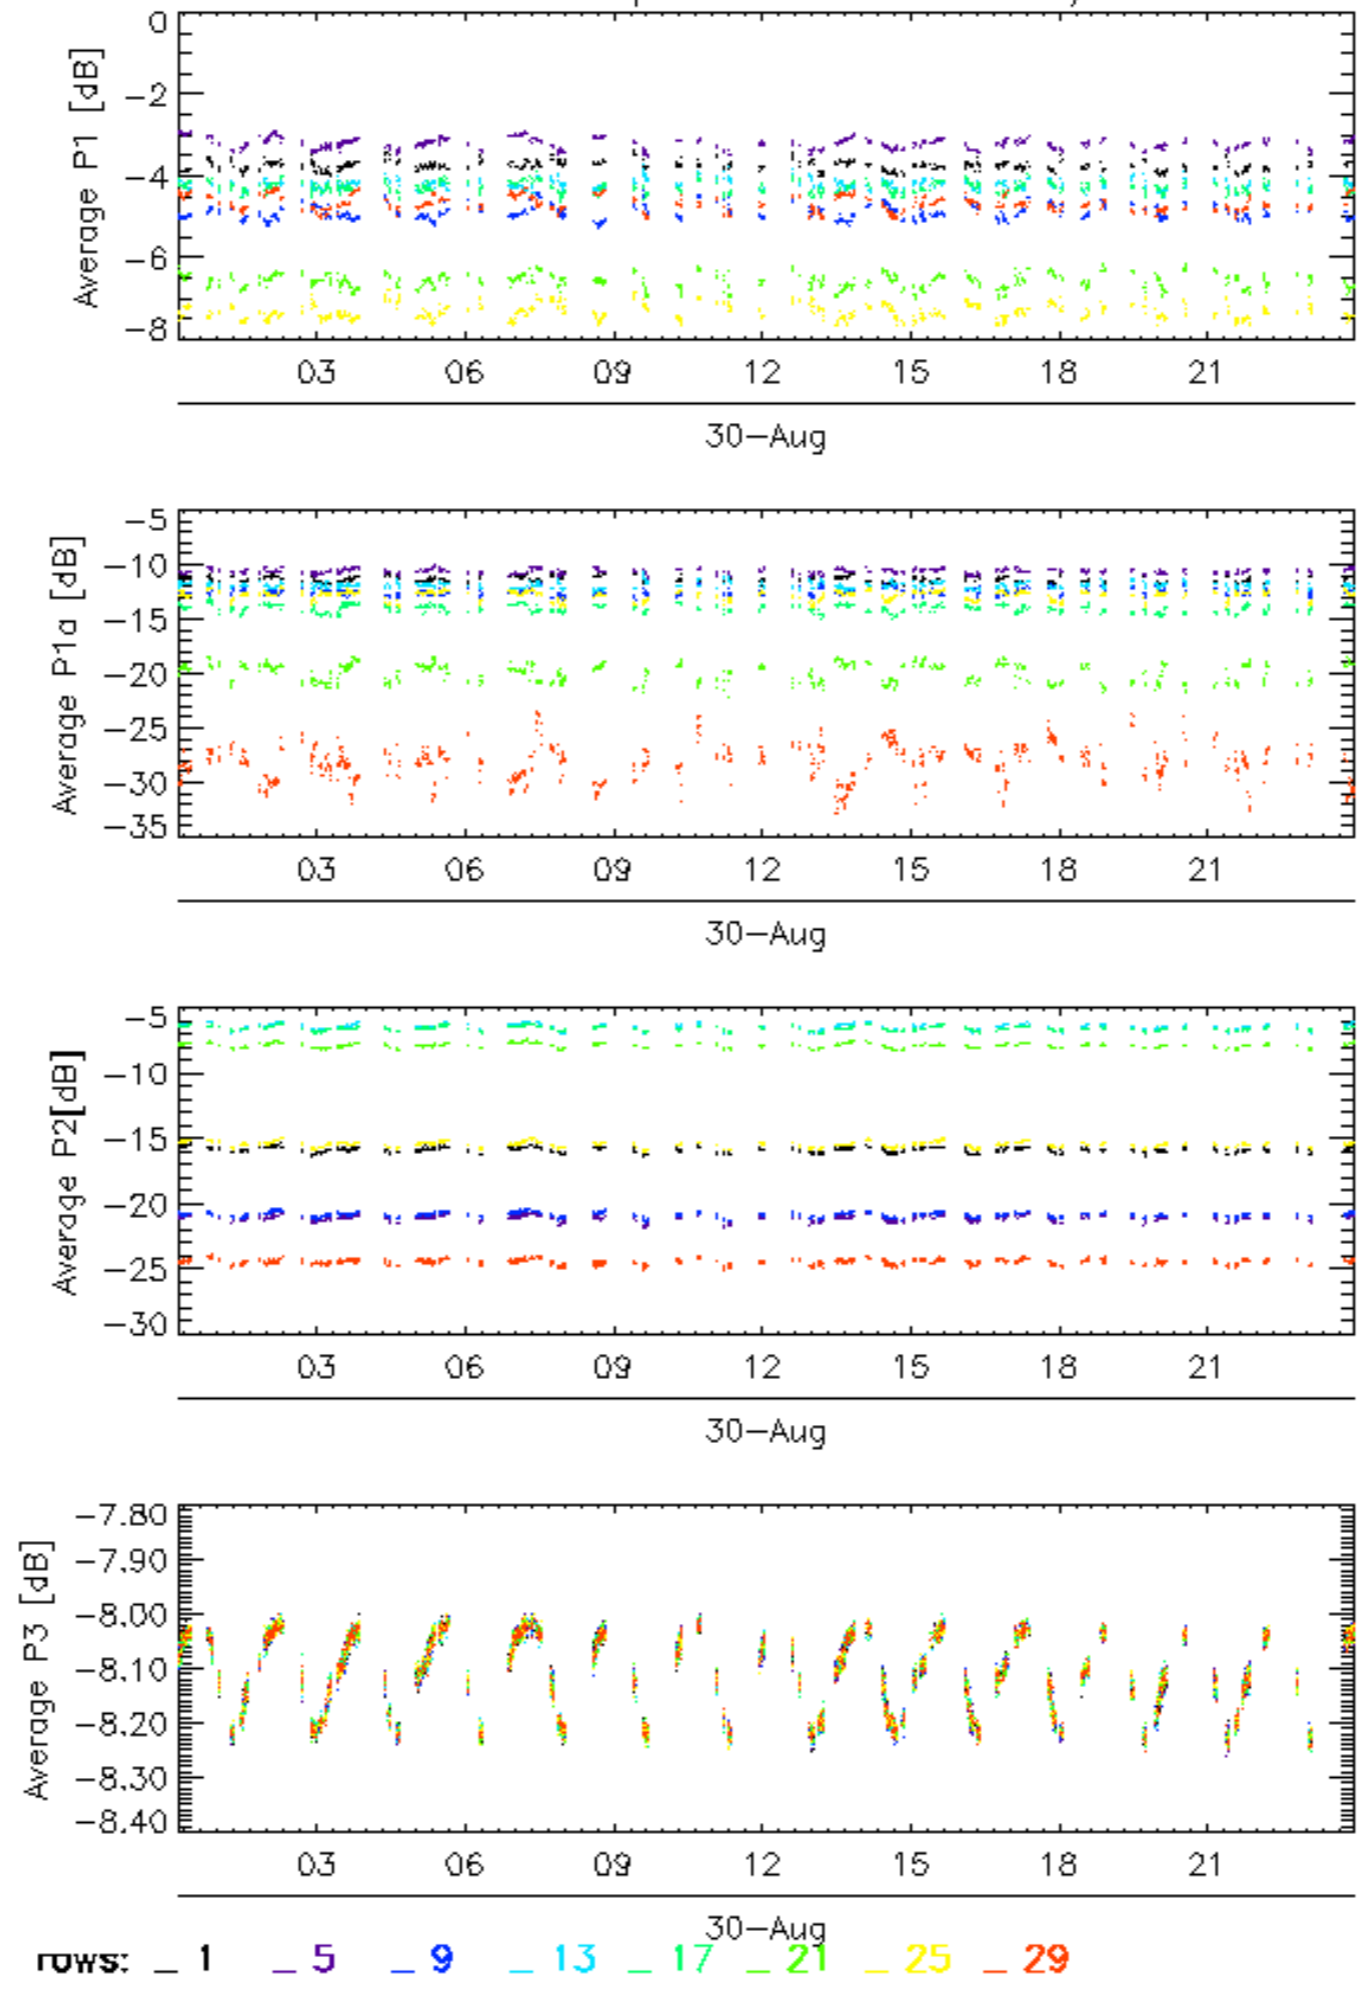 0
-2
-4
-6
-8
Average P1 [dB]
03 06 09 12 15 18 21
30-Aug
-5
-10
-15
-20
-25
-30
-35
Average P1a [dB]
03 06 09 12 15 18 21
30-Aug
-5
-10
-15
-20
-25
-30
Average P2[dB]
03 06 09 12 15 18 21
30-Aug
-7.80
-7.90
-8.00
-8.10
-8.20
-8.30
-8.40
Average P3 [dB]
03 06 09 12 15 18 21
30-Aug
rows: _ 1 _ 5 _ 9 _ 13 _ 17 _ 21 _ 25 _ 29